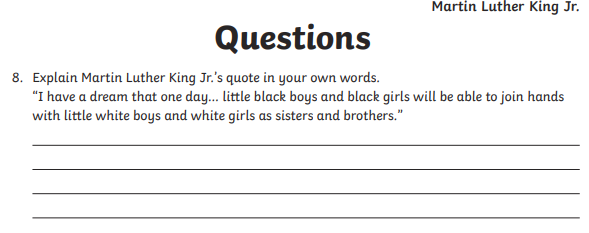 Martin Luther King Jr.
Questions
8. Explain Martin Luther King Jr.’s quote in your own words.
“I have a dream that one day... little black boys and black girls will be able to join hands
with little white boys and white girls as sisters and brothers.”